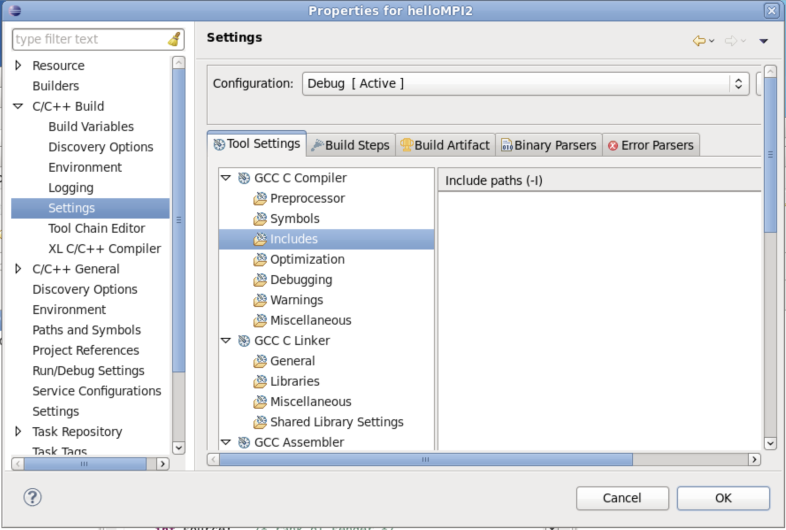 Properties for helloMPI2
type filter text
Resource
Builders
C/C++ Build
Build Variables
Discovery Options
Environment
Logging
Settings
Tool Chain Editor
XL C/C++ Compiler
C/C++ General
Discovery Options
Environment
Paths and Symbols
Project References
Run/Debug Settings
Service Configurations
Settings
Task Repository
Task Tags
Settings
Configuration: Debug [ Active ]
Tool Settings Build Steps Build Artifact Binary Parsers Error Parsers
GCC C Compiler
Preprocessor
Symbols
Includes
Optimization
Debugging
Warnings
Miscellaneous
GCC C Linker
General
Libraries
Miscellaneous
Shared Library Settings
GCC Assembler
Include paths (-I)
?
Cancel OK